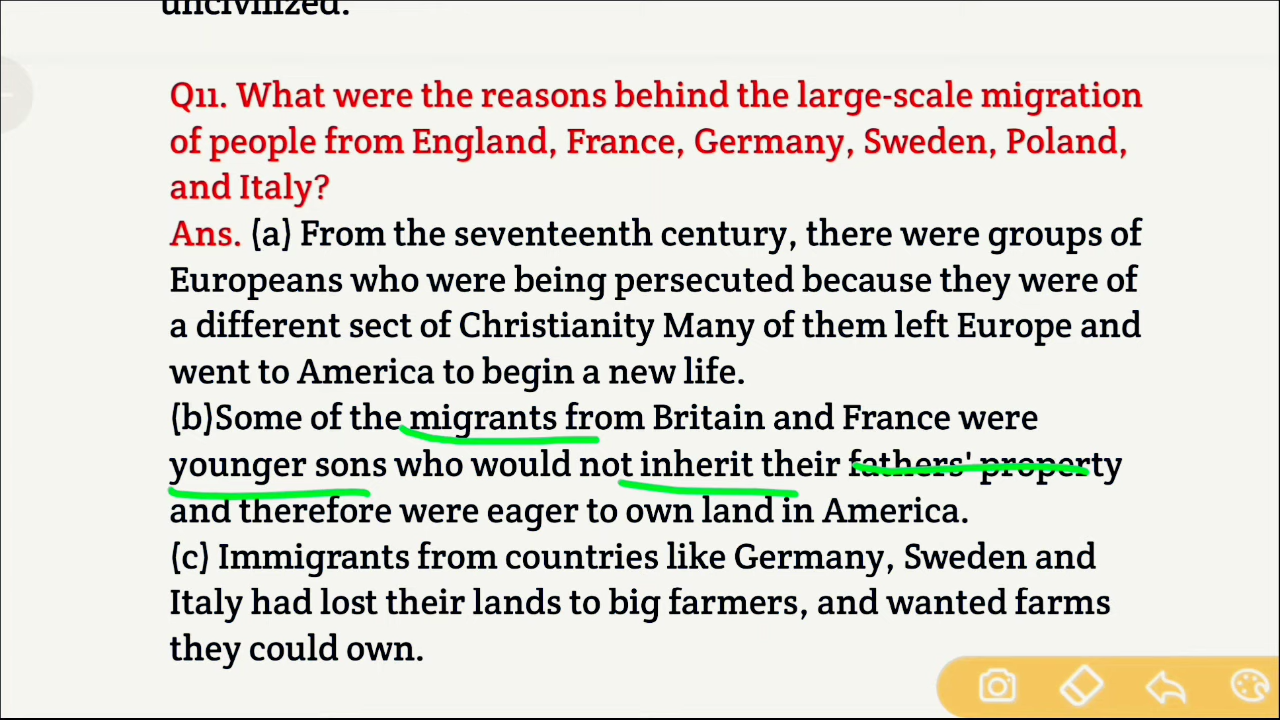 uncivilized.
Q11. What were the reasons behind the large-scale migration
of people from England, France, Germany, Sweden, Poland,
and Italy?
Ans. (a) From the seventeenth century, there were groups of
Europeans who were being persecuted because they were of
a different sect of Christianity Many of them left Europe and
went to America to begin a new life.
(b)Some of the migrants from Britain and France were
younger sons who would not inherit their fathers' property
and therefore were eager to own land in America.
(c) Immigrants from countries like Germany, Sweden and
Italy had lost their lands to big farmers, and wanted farms
they could own.